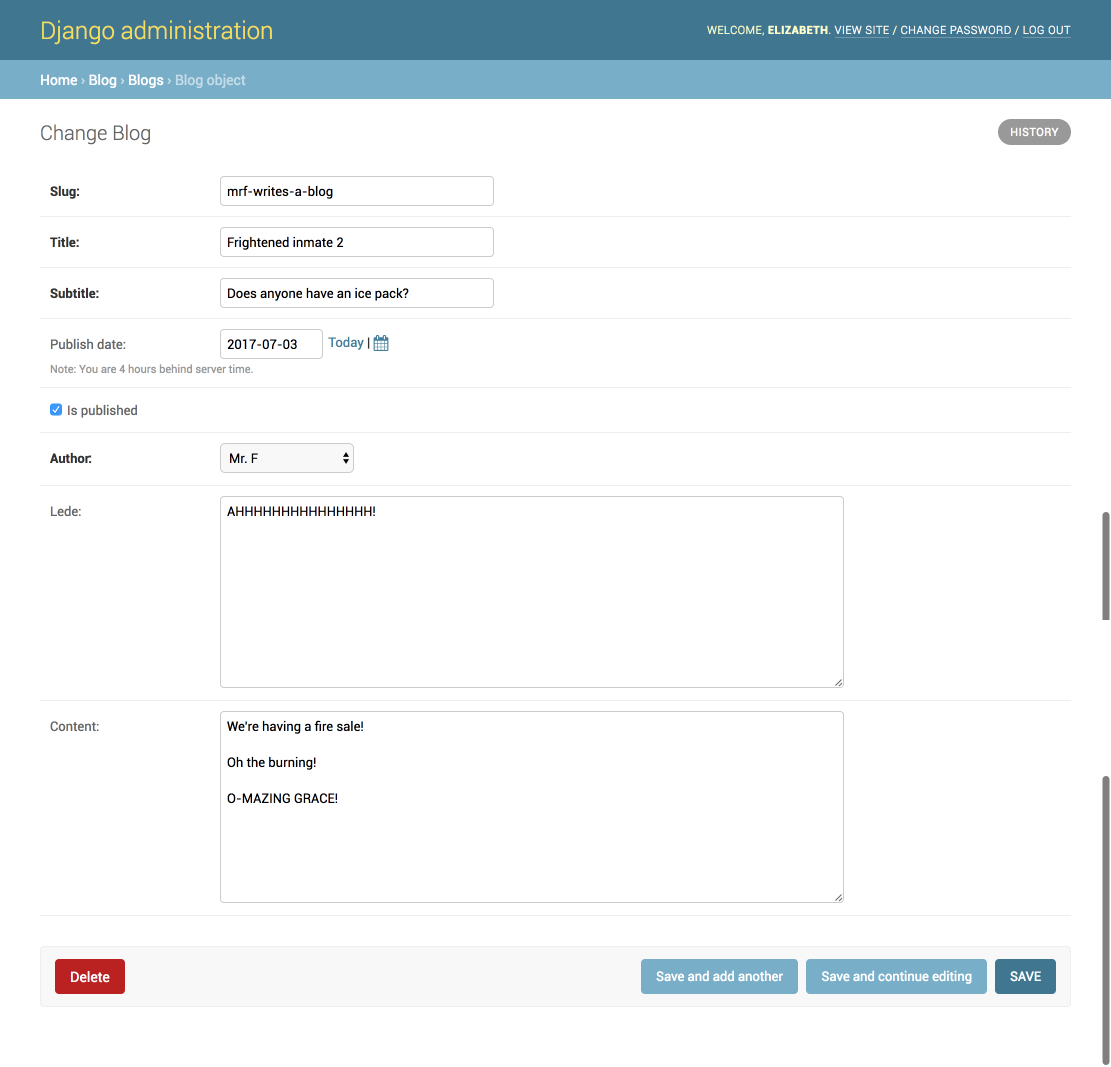 Django administration
WELCOME, ELIZABETH. VIEW SITE / CHANGE PASSWORD / LOG OUT
Home › Blog › Blogs › Blog object
Change Blog
HISTORY
Slug: mrf-writes-a-blog
Title: Frightened inmate 2
Subtitle: Does anyone have an ice pack?
Publish date: 2017-07-03 Today |
Note: You are 4 hours behind server time.
Is published
Author: Mr. F
Lede: AHHHHHHHHHHHHHHH!
Content: We're having a fire sale!
Oh the burning!
O-MAZING GRACE!
Delete Save and add another Save and continue editing SAVE